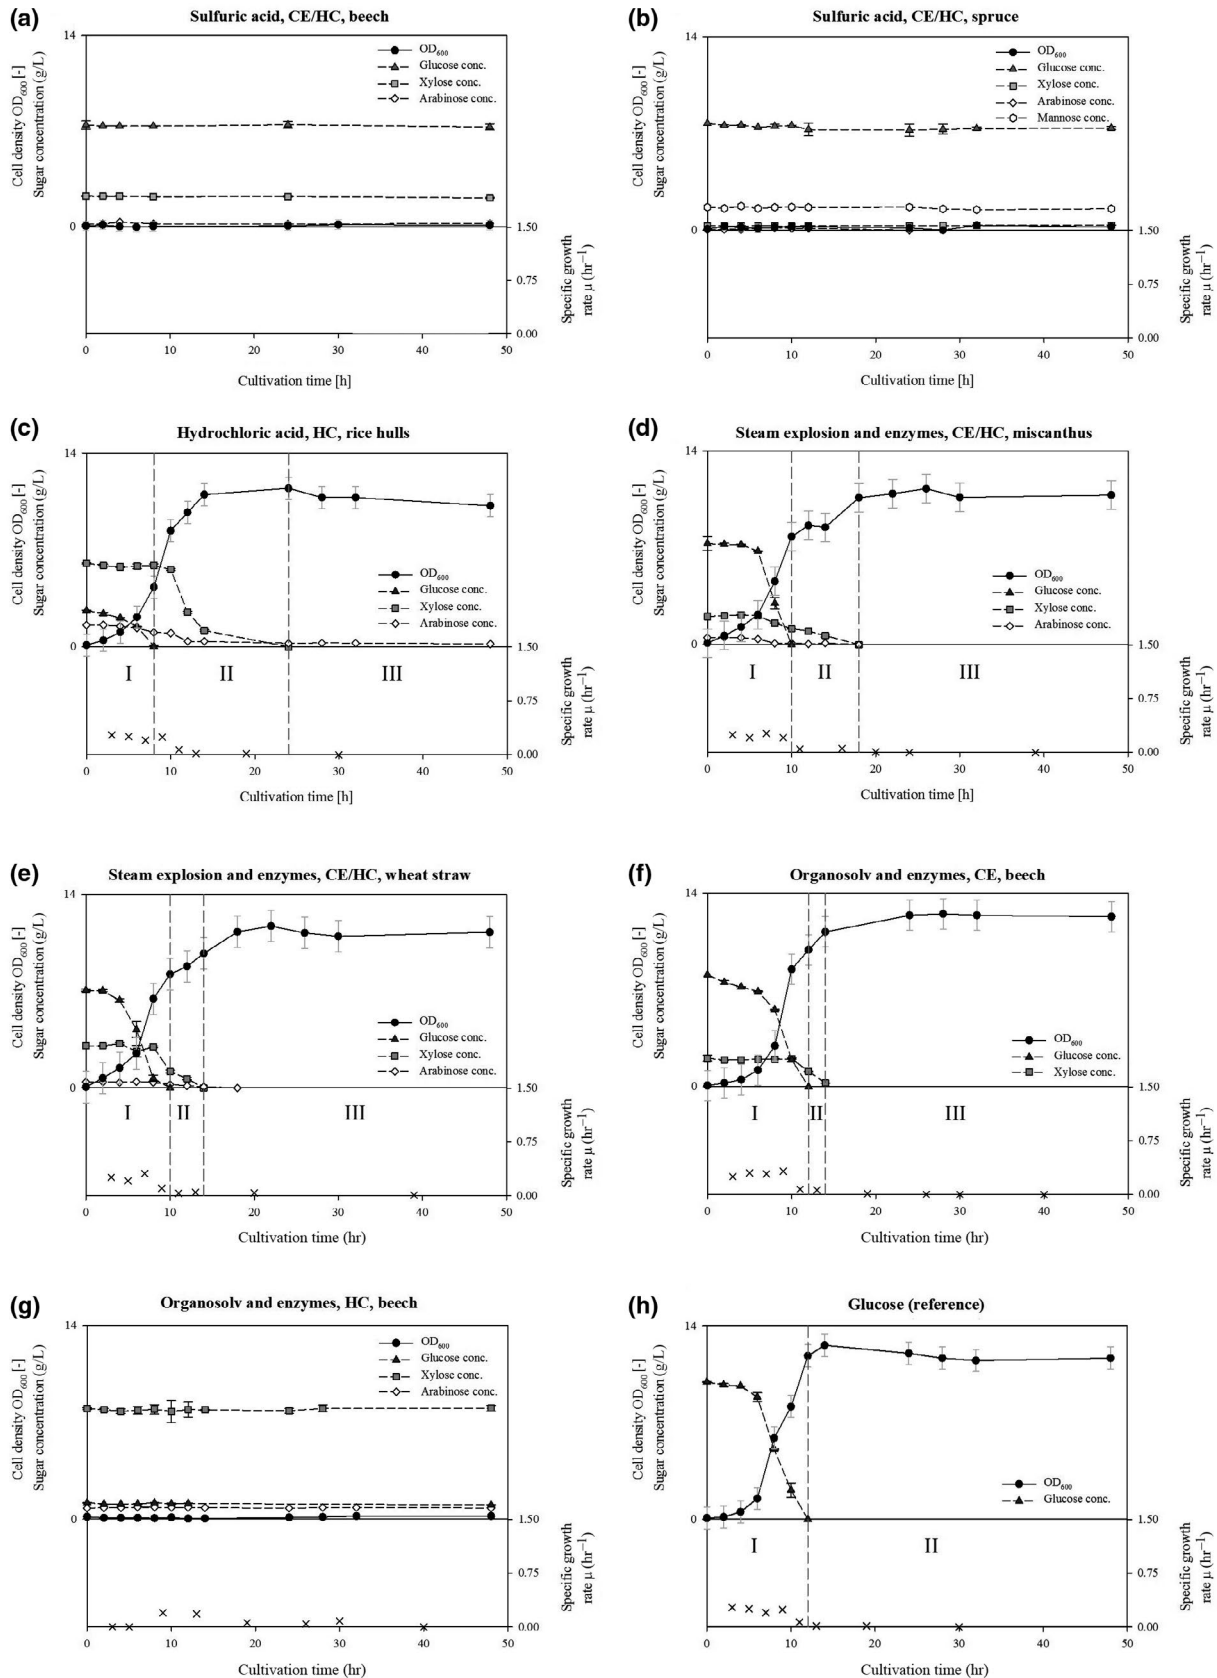 (a)
Sulfuric acid, CE/HC, beech
14
OD600
Glucose conc.
Xylose conc.
Arabinose conc.
Cell density OD600 [-]
Sugar concentration (g/L)
0
1.50
0.75
0.00
Specific growth
rate µ (hr−1)
0 10 20 30 40 50
Cultivation time [h]
(b)
Sulfuric acid, CE/HC, spruce
14
OD600
Glucose conc.
Xylose conc.
Arabinose conc.
Mannose conc.
Cell density OD600 [-]
Sugar concentration (g/L)
0
1.50
0.75
0.00
Specific growth
rate µ (hr−1)
0 10 20 30 40 50
Cultivation time [h]
(c)
Hydrochloric acid, HC, rice hulls
14
Cell density OD600 [-]
Sugar concentration (g/L)
OD600
Glucose conc.
Xylose conc.
Arabinose conc.
0
1.50
I II III
0.75
0.00
Specific growth
rate µ (hr−1)
0 10 20 30 40 50
Cultivation time [h]
(d)
Steam explosion and enzymes, CE/HC, miscanthus
14
Cell density OD600 [-]
Sugar concentration (g/L)
OD600
Glucose conc.
Xylose conc.
Arabinose conc.
0
1.50
I II III
0.75
0.00
Specific growth
rate µ (hr−1)
0 10 20 30 40 50
Cultivation time [h]
(e)
Steam explosion and enzymes, CE/HC, wheat straw
14
Cell density OD600 [-]
Sugar concentration (g/L)
OD600
Glucose conc.
Xylose conc.
Arabinose conc.
0
1.50
I II III
0.75
0.00
Specific growth
rate µ (hr−1)
0 10 20 30 40 50
Cultivation time (hr)
(f)
Organosolv and enzymes, CE, beech
14
Cell density OD600 [-]
Sugar concentration (g/L)
OD600
Glucose conc.
Xylose conc.
0
1.50
I II III
0.75
0.00
Specific growth
rate µ (hr−1)
0 10 20 30 40 50
Cultivation time (hr)
(g)
Organosolv and enzymes, HC, beech
14
OD600
Glucose conc.
Xylose conc.
Arabinose conc.
Cell density OD600 [-]
Sugar concentration (g/L)
0
1.50
0.75
0.00
Specific growth
rate µ (hr−1)
0 10 20 30 40 50
Cultivation time (hr)
(h)
Glucose (reference)
14
Cell density OD600 [-]
Sugar concentration (g/L)
OD600
Glucose conc.
0
1.50
I II
0.75
0.00
Specific growth
rate µ (hr−1)
0 10 20 30 40 50
Cultivation time (hr)